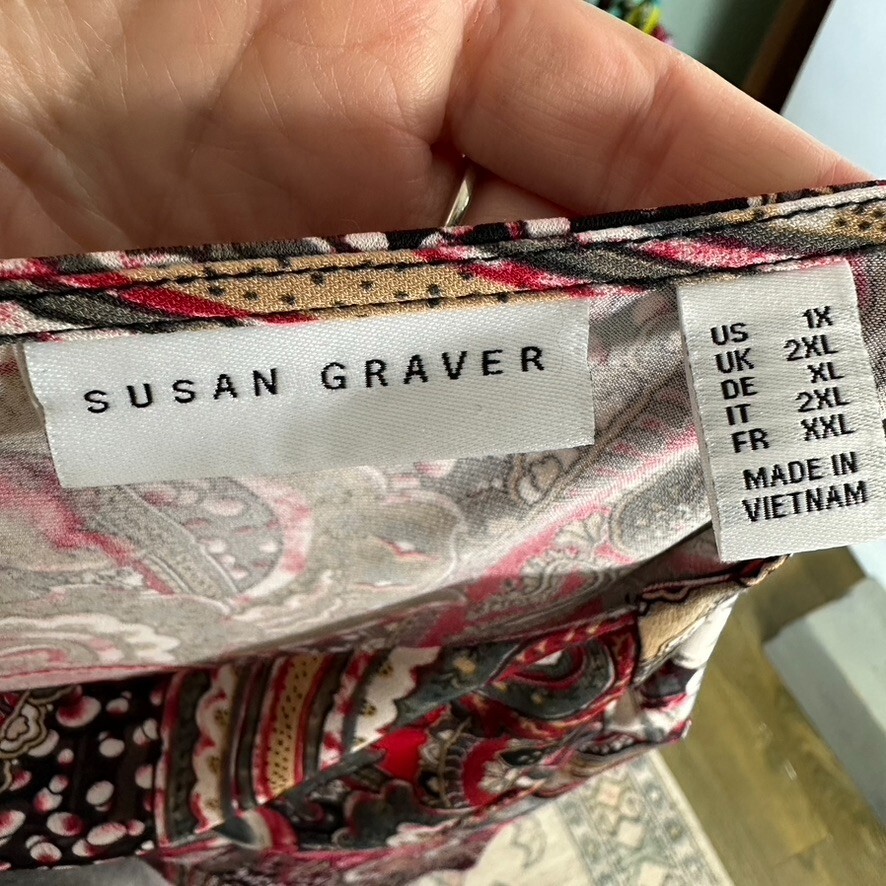 SUSAN GRAVER
US 1X
UK 2XL
DE XL
IT 2XL
FR XXL
MADE IN
VIETNAM